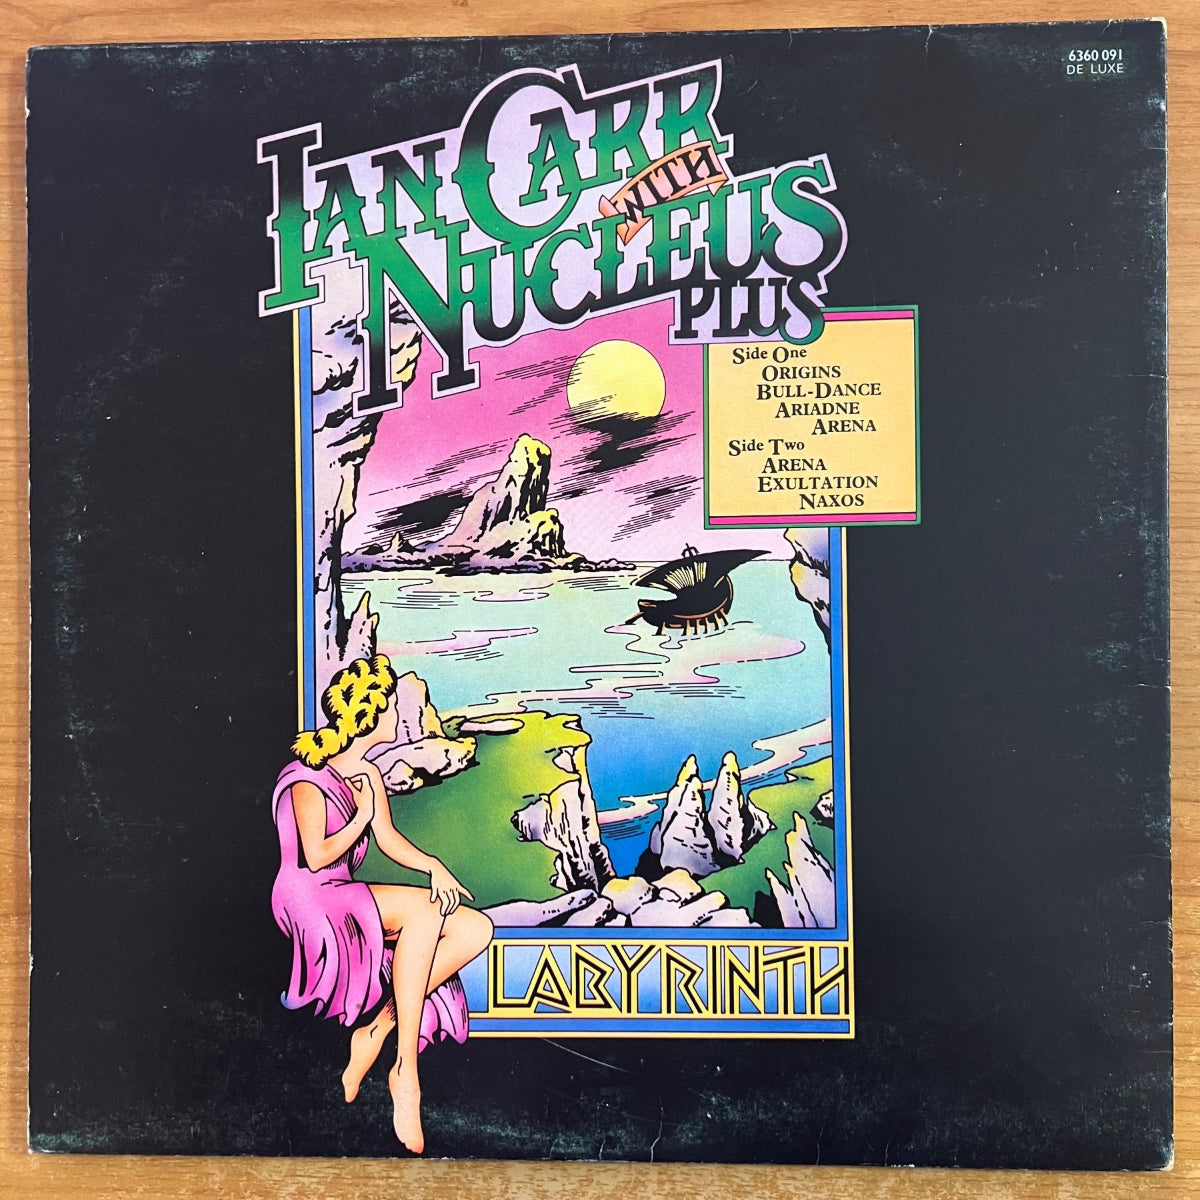 6360 091
DE LUXE
IAN CARR
WITH
NUCLEUS
PLUS
Side One
ORIGINS
BULL-DANCE
ARIADNE
ARENA
Side Two
ARENA
EXULTATION
NAXOS
LABYRINTH